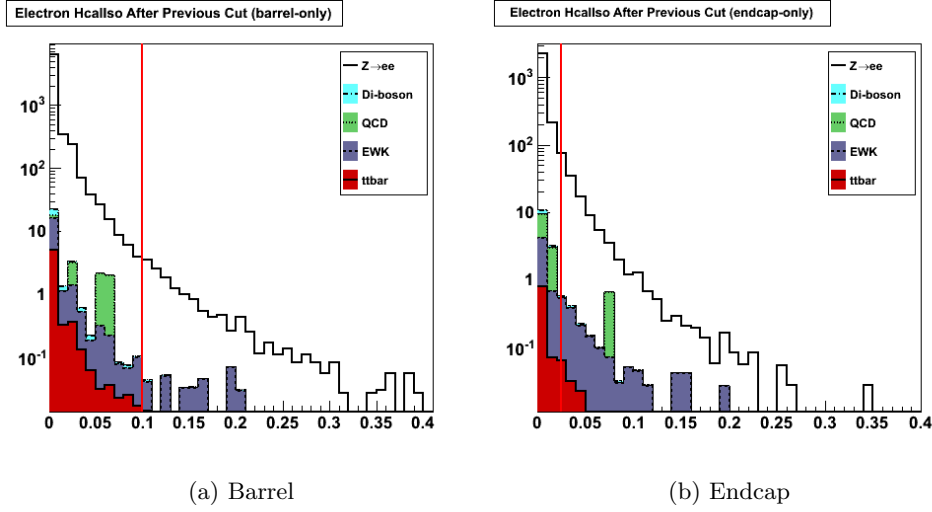 Electron HcalIso After Previous Cut (barrel-only)
Z→ee
Di-boson
QCD
EWK
ttbar
10³
10²
10
1
10⁻¹
0 0.05 0.1 0.15 0.2 0.25 0.3 0.35 0.4
(a) Barrel
Electron HcalIso After Previous Cut (endcap-only)
Z→ee
Di-boson
QCD
EWK
ttbar
10³
10²
10
1
10⁻¹
0 0.05 0.1 0.15 0.2 0.25 0.3 0.35 0.4
(b) Endcap